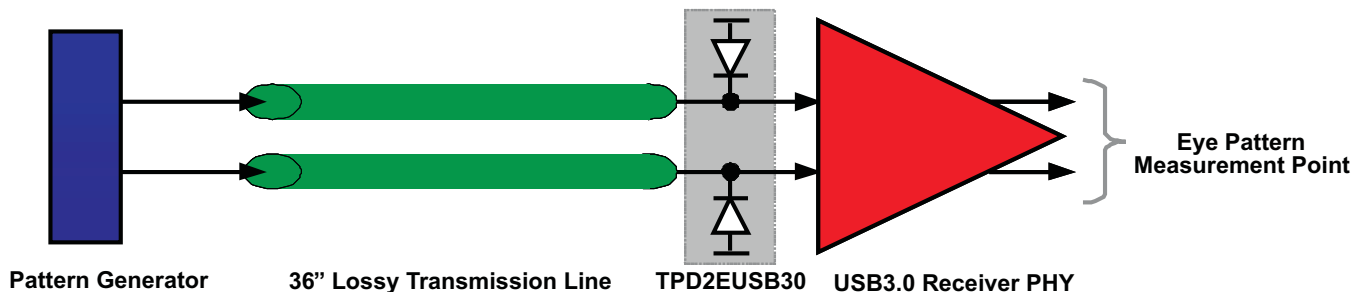 Eye Pattern
Measurement Point
Pattern Generator
36” Lossy Transmission Line
TPD2EUSB30
USB3.0 Receiver PHY